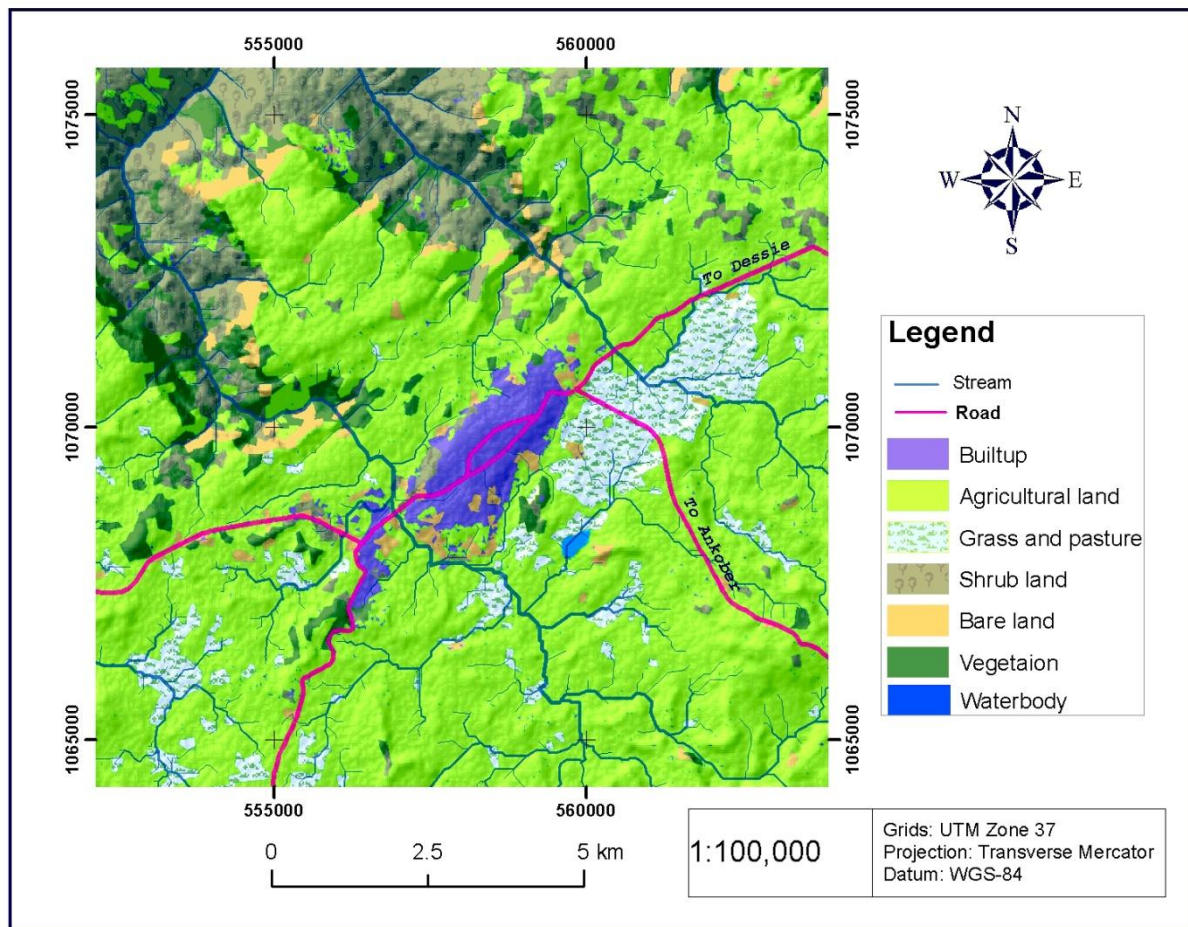 555000 560000
1075000 1075000
1070000 1070000
1065000 1065000
555000 560000
To Dessie
To Ankober
N
W E
S
Legend
Stream
Road
Builtup
Agricultural land
Grass and pasture
Shrub land
Bare land
Vegetaion
Waterbody
0 2.5 5 km
1:100,000
Grids: UTM Zone 37
Projection: Transverse Mercator
Datum: WGS-84